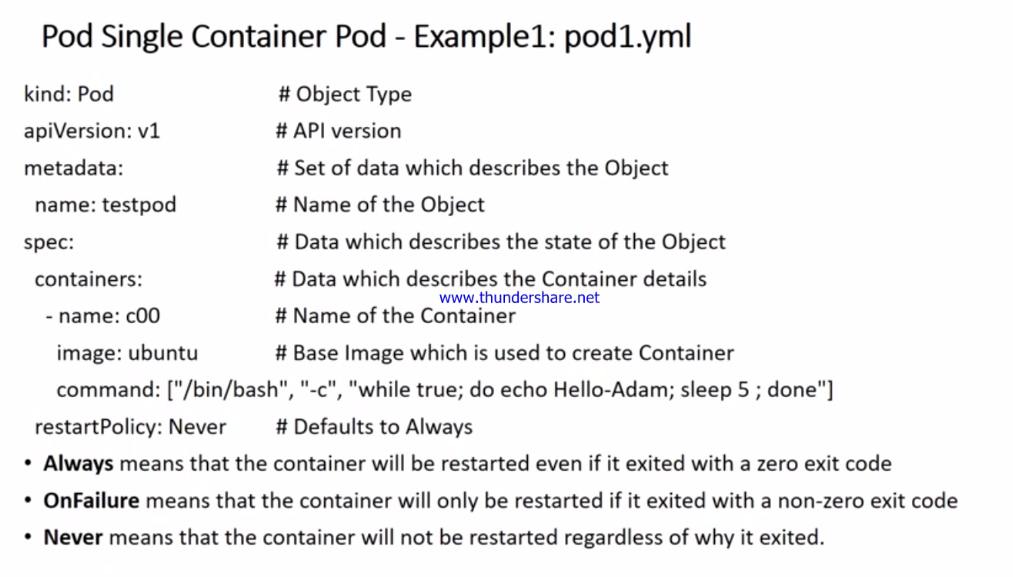 Pod Single Container Pod - Example1: pod1.yml
kind: Pod # Object Type
apiVersion: v1 # API version
metadata: # Set of data which describes the Object
name: testpod # Name of the Object
spec: # Data which describes the state of the Object
containers: # Data which describes the Container details
www.thundershare.net
- name: c00 # Name of the Container
image: ubuntu # Base Image which is used to create Container
command: ["/bin/bash", "-c", "while true; do echo Hello-Adam; sleep 5 ; done"]
restartPolicy: Never # Defaults to Always
• Always means that the container will be restarted even if it exited with a zero exit code
• OnFailure means that the container will only be restarted if it exited with a non-zero exit code
• Never means that the container will not be restarted regardless of why it exited.